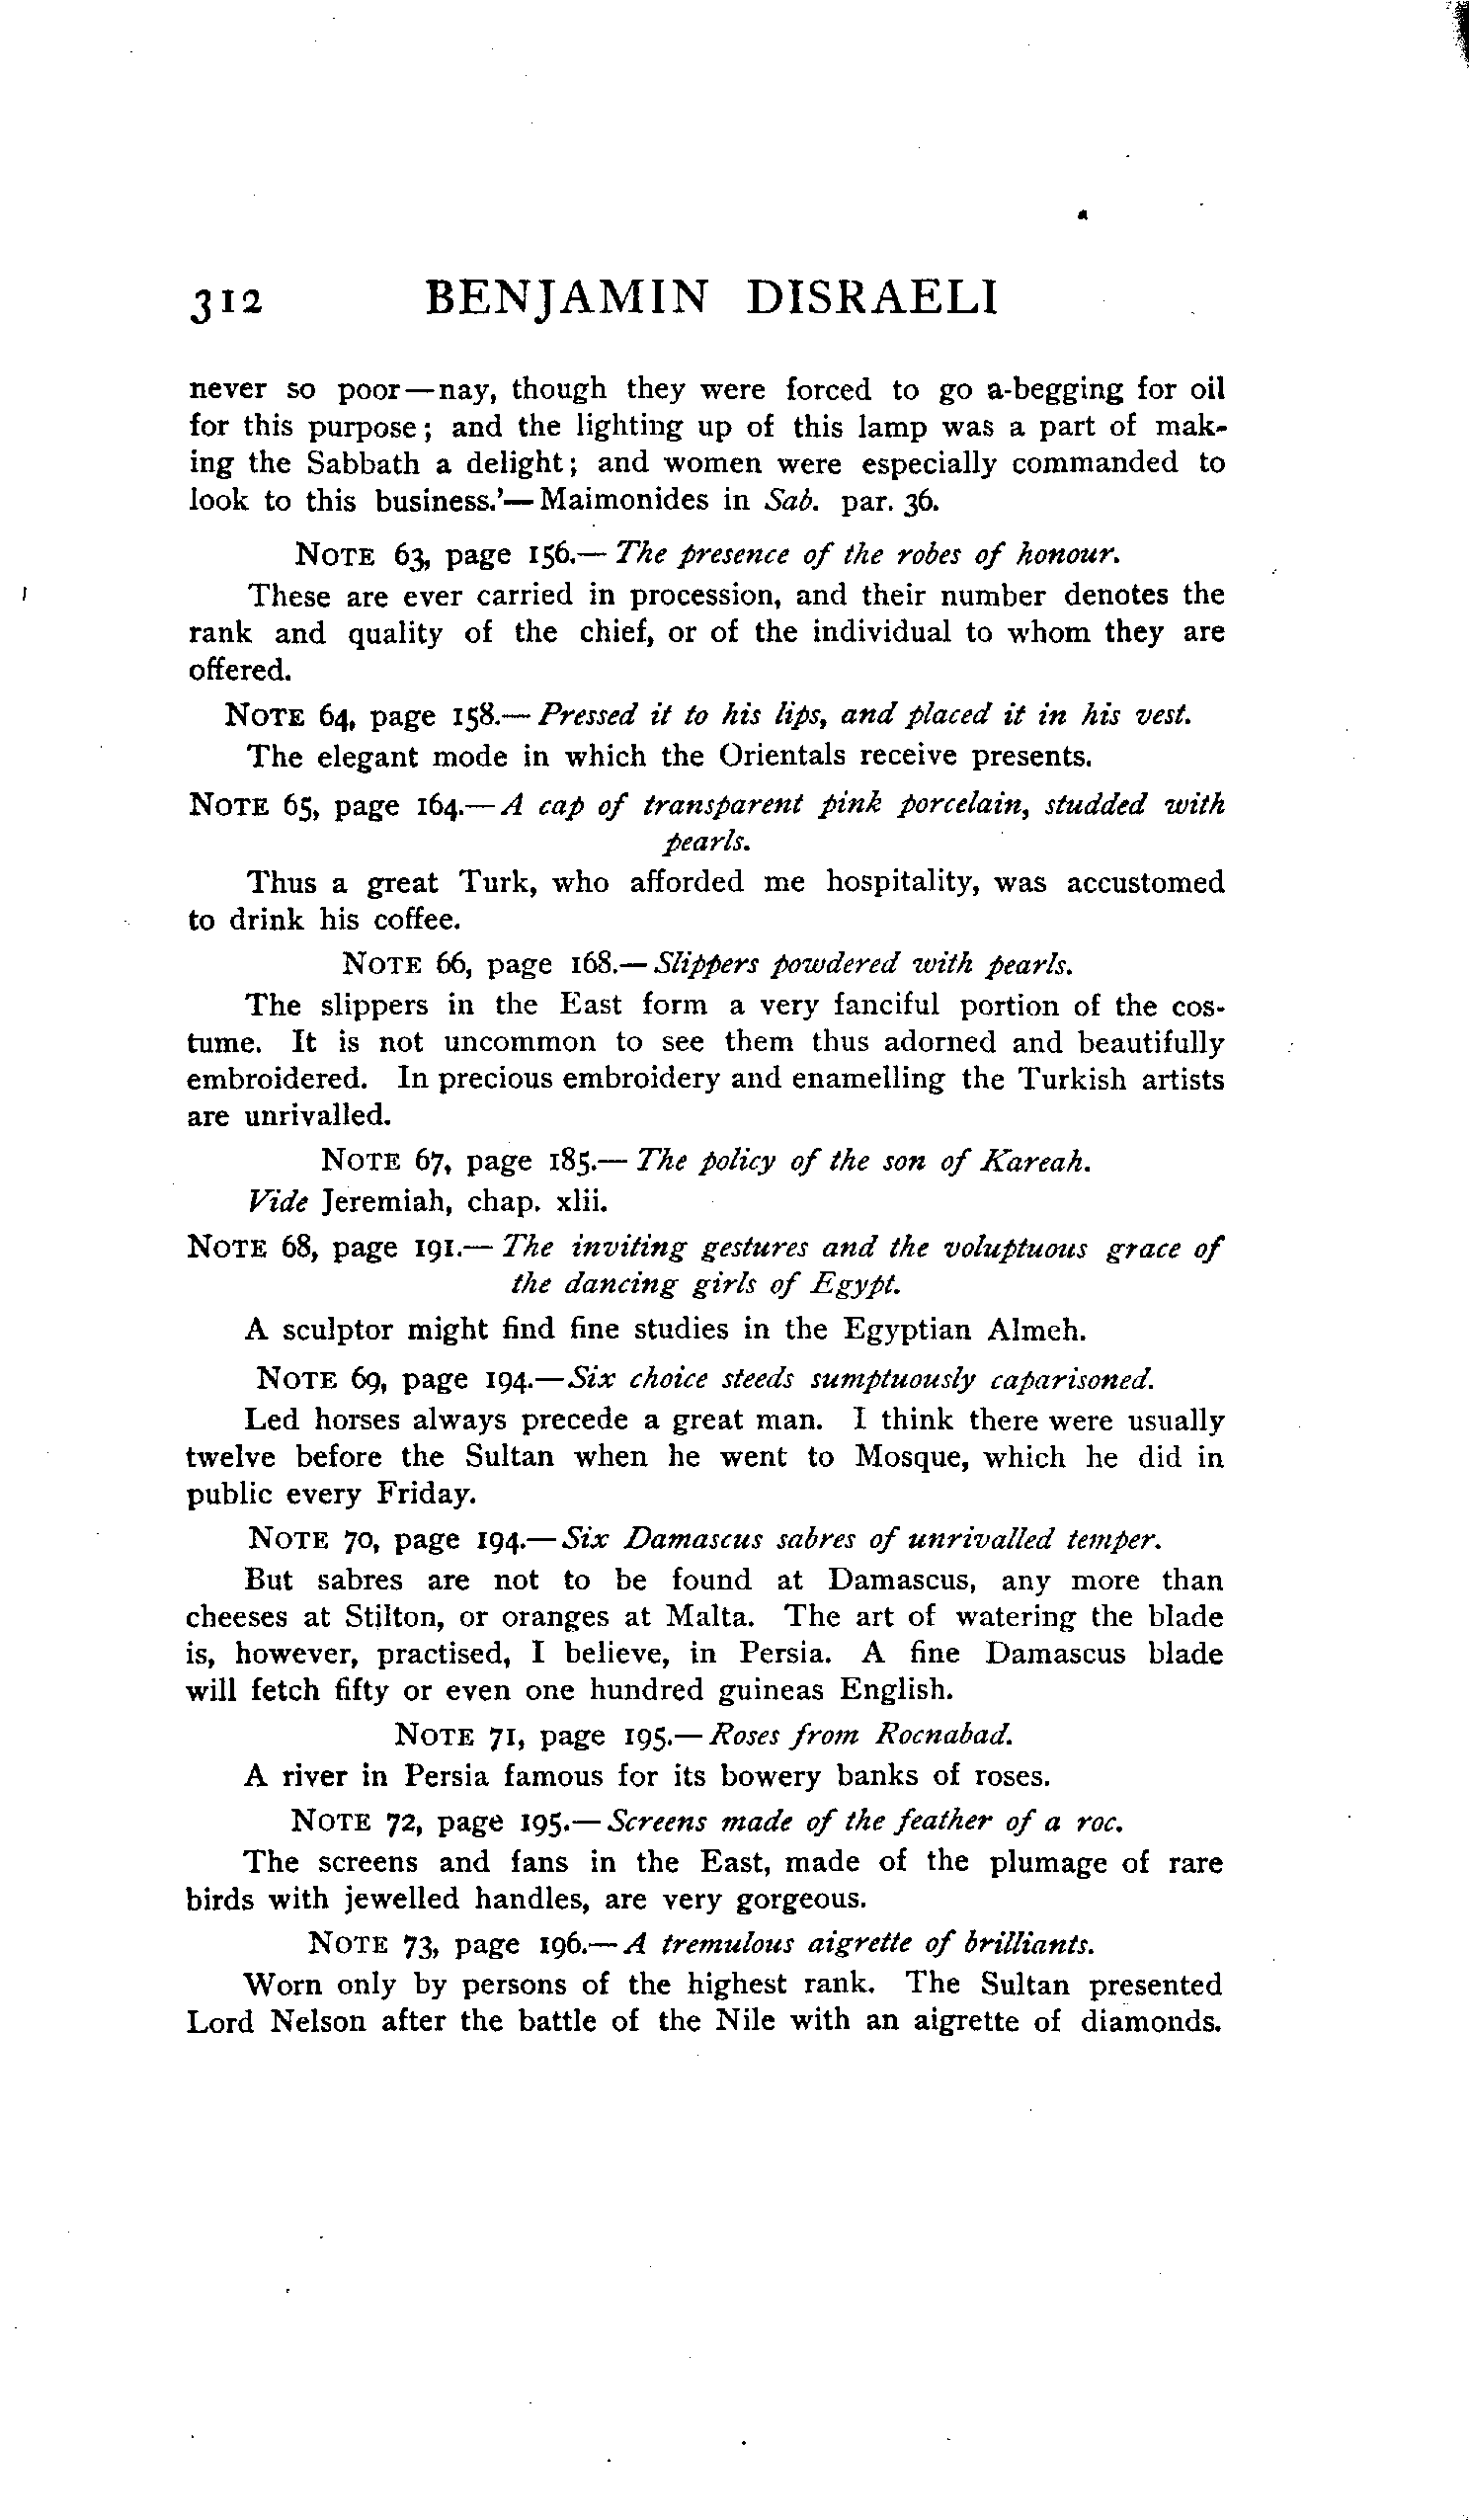 312 BENJAMIN DISRAELI
never so poor—nay, though they were forced to go a-begging for oil
for this purpose; and the lighting up of this lamp was a part of mak-
ing the Sabbath a delight; and women were especially commanded to
look to this business.'—Maimonides in Sab. par. 36.
NOTE 63, page 156.—The presence of the robes of honour.
These are ever carried in procession, and their number denotes the
rank and quality of the chief, or of the individual to whom they are
offered.
NOTE 64, page 158.—Pressed it to his lips, and placed it in his vest.
The elegant mode in which the Orientals receive presents.
NOTE 65, page 164.—A cap of transparent pink porcelain, studded with
pearls.
Thus a great Turk, who afforded me hospitality, was accustomed
to drink his coffee.
NOTE 66, page 168.—Slippers powdered with pearls.
The slippers in the East form a very fanciful portion of the cos-
tume. It is not uncommon to see them thus adorned and beautifully
embroidered. In precious embroidery and enamelling the Turkish artists
are unrivalled.
NOTE 67, page 185.—The policy of the son of Kareah.
Vide Jeremiah, chap. xlii.
NOTE 68, page 191.—The inviting gestures and the voluptuous grace of
the dancing girls of Egypt.
A sculptor might find fine studies in the Egyptian Almeh.
NOTE 69, page 194.—Six choice steeds sumptuously caparisoned.
Led horses always precede a great man. I think there were usually
twelve before the Sultan when he went to Mosque, which he did in
public every Friday.
NOTE 70, page 194.—Six Damascus sabres of unrivalled temper.
But sabres are not to be found at Damascus, any more than
cheeses at Stilton, or oranges at Malta. The art of watering the blade
is, however, practised, I believe, in Persia. A fine Damascus blade
will fetch fifty or even one hundred guineas English.
NOTE 71, page 195.—Roses from Rocnabad.
A river in Persia famous for its bowery banks of roses.
NOTE 72, page 195.—Screens made of the feather of a roc.
The screens and fans in the East, made of the plumage of rare
birds with jewelled handles, are very gorgeous.
NOTE 73, page 196.—A tremulous aigrette of brilliants.
Worn only by persons of the highest rank. The Sultan presented
Lord Nelson after the battle of the Nile with an aigrette of diamonds.